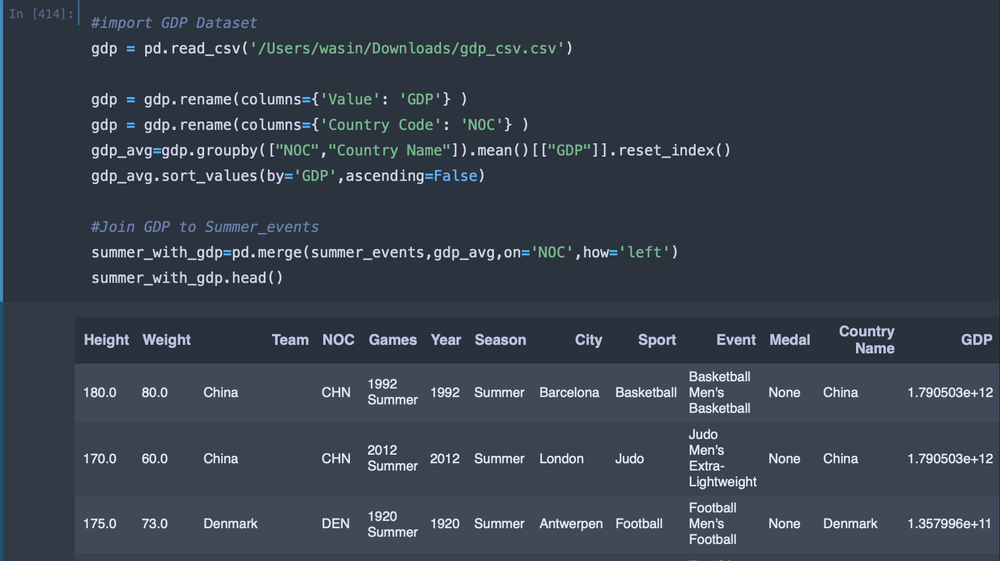 In [414]:
#import GDP Dataset
gdp = pd.read_csv('/Users/wasin/Downloads/gdp_csv.csv')
gdp = gdp.rename(columns={'Value': 'GDP'} )
gdp = gdp.rename(columns={'Country Code': 'NOC'} )
gdp_avg=gdp.groupby(["NOC","Country Name"]).mean()[["GDP"]].reset_index()
gdp_avg.sort_values(by='GDP',ascending=False)
#Join GDP to Summer_events
summer_with_gdp=pd.merge(summer_events,gdp_avg,on='NOC',how='left')
summer_with_gdp.head()
Height Weight Team NOC Games Year Season City Sport Event Medal Country Name GDP
180.0 80.0 China CHN 1992 Summer 1992 Summer Barcelona Basketball Basketball Men's Basketball None China 1.790503e+12
170.0 60.0 China CHN 2012 Summer 2012 Summer London Judo Judo Men's Extra-Lightweight None China 1.790503e+12
175.0 73.0 Denmark DEN 1920 Summer 1920 Summer Antwerpen Football Football Men's Football None Denmark 1.357996e+11